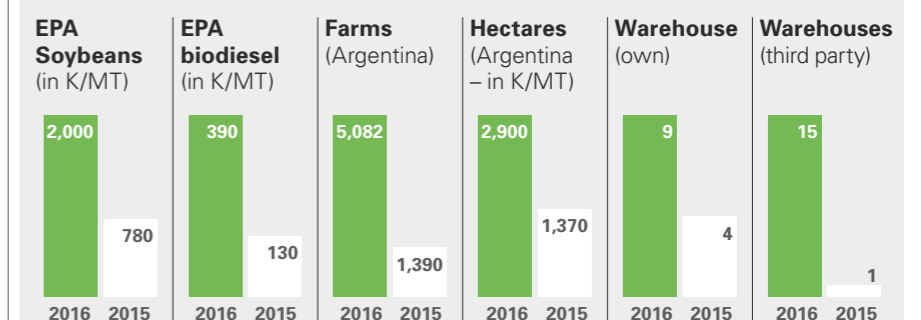 EPA
Soybeans
(in K/MT)
2,000
780
2016 2015
EPA
biodiesel
(in K/MT)
390
130
2016 2015
Farms
(Argentina)
5,082
1,390
2016 2015
Hectares
(Argentina
– in K/MT)
2,900
1,370
2016 2015
Warehouse
(own)
9
4
2016 2015
Warehouses
(third party)
15
1
2016 2015